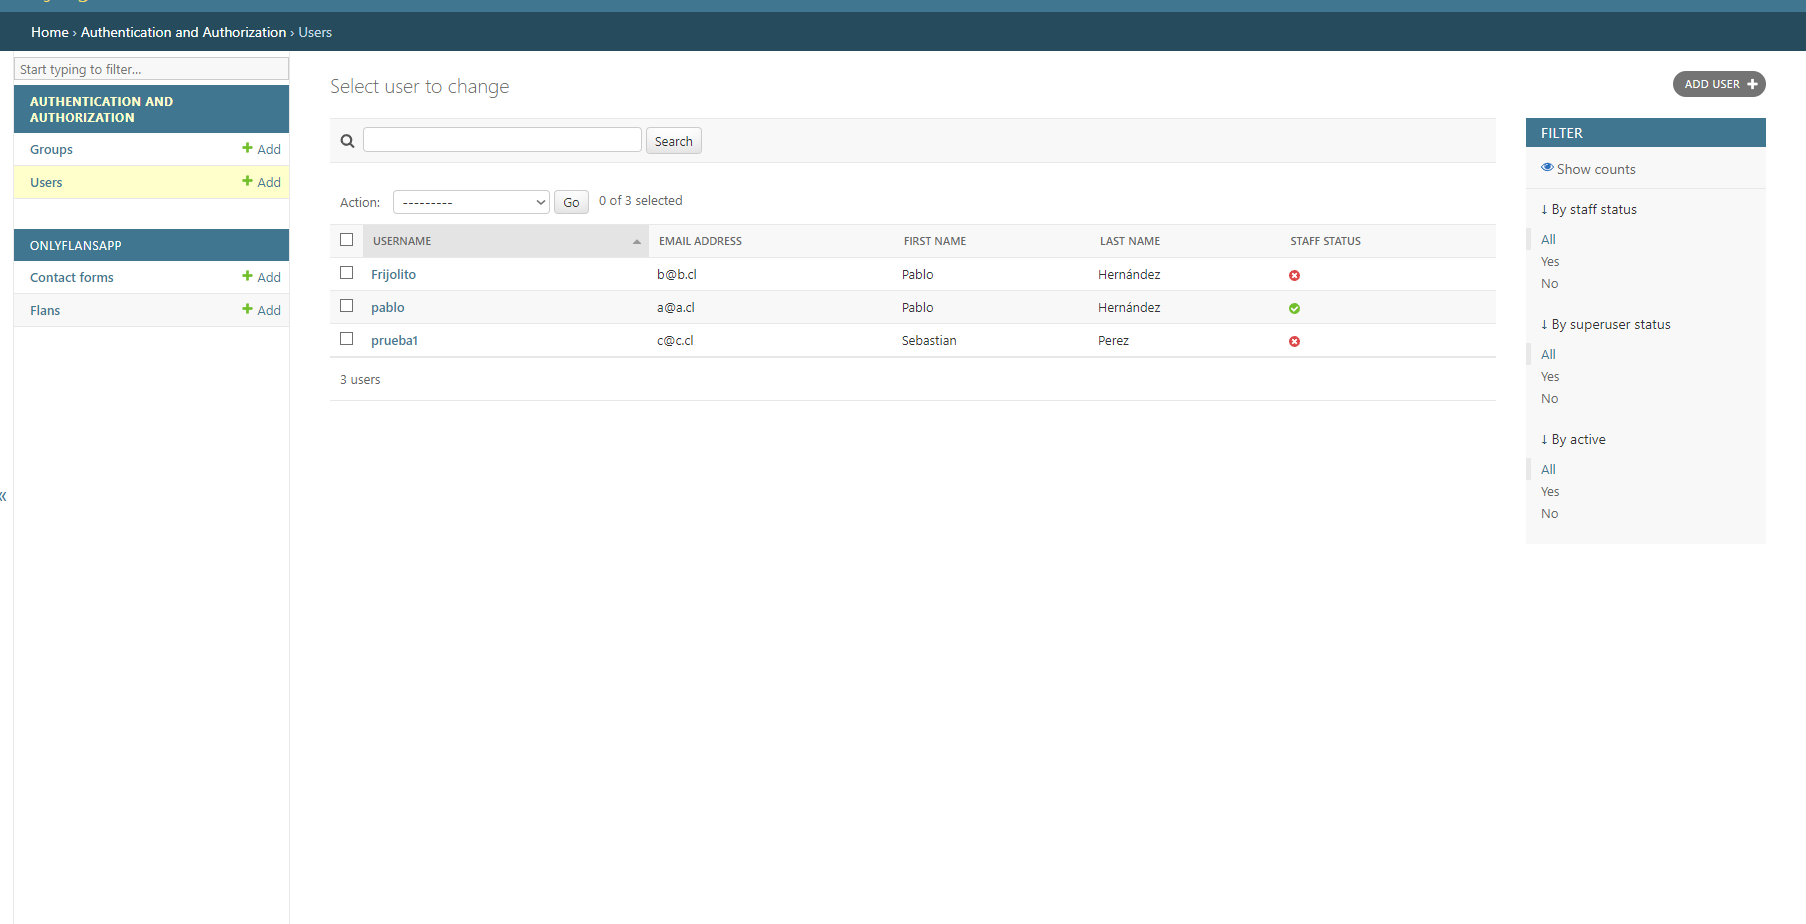 Home › Authentication and Authorization › Users
Start typing to filter...
AUTHENTICATION AND
AUTHORIZATION
Groups
Add
Users
Add
ONLYFLANSAPP
Contact forms
Add
Flans
Add
«
Select user to change
ADD USER
Search
Action:
---------
Go
0 of 3 selected
USERNAME EMAIL ADDRESS FIRST NAME LAST NAME STAFF STATUS
Frijolito b@b.cl Pablo Hernández
pablo a@a.cl Pablo Hernández
prueba1 c@c.cl Sebastian Perez
3 users
FILTER
Show counts
↓ By staff status
All
Yes
No
↓ By superuser status
All
Yes
No
↓ By active
All
Yes
No